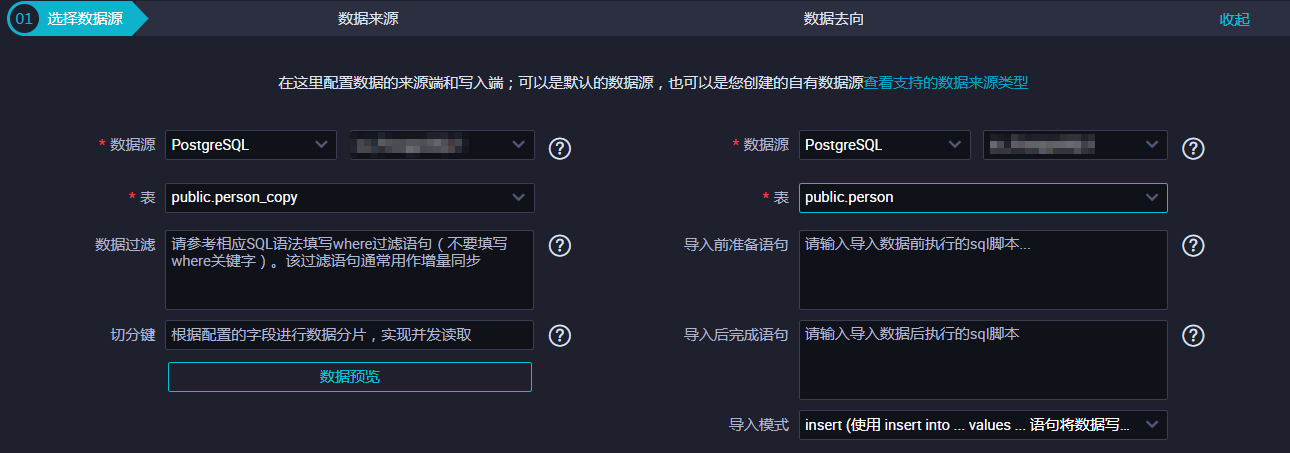 01 选择数据源 数据来源 数据去向 收起
在这里配置数据的来源端和写入端；可以是默认的数据源，也可以是您创建的自有数据源查看支持的数据来源类型
* 数据源 PostgreSQL ? * 数据源 PostgreSQL ?
* 表 public.person_copy * 表 public.person
数据过滤 请参考相应SQL语法填写where过滤语句（不要填写 ? 导入前准备语句 请输入导入数据前执行的sql脚本... ?
where关键字）。该过滤语句通常用作增量同步
切分键 根据配置的字段进行数据分片，实现并发读取 ? 导入后完成语句 请输入导入数据后执行的sql脚本 ?
数据预览
导入模式 insert (使用 insert into ... values ... 语句将数据写...